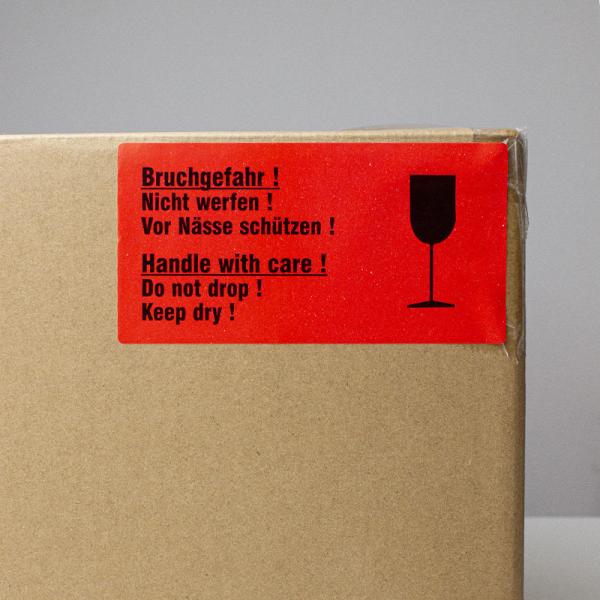 Bruchgefahr !
Nicht werfen !
Vor Nässe schützen !
Handle with care !
Do not drop !
Keep dry !